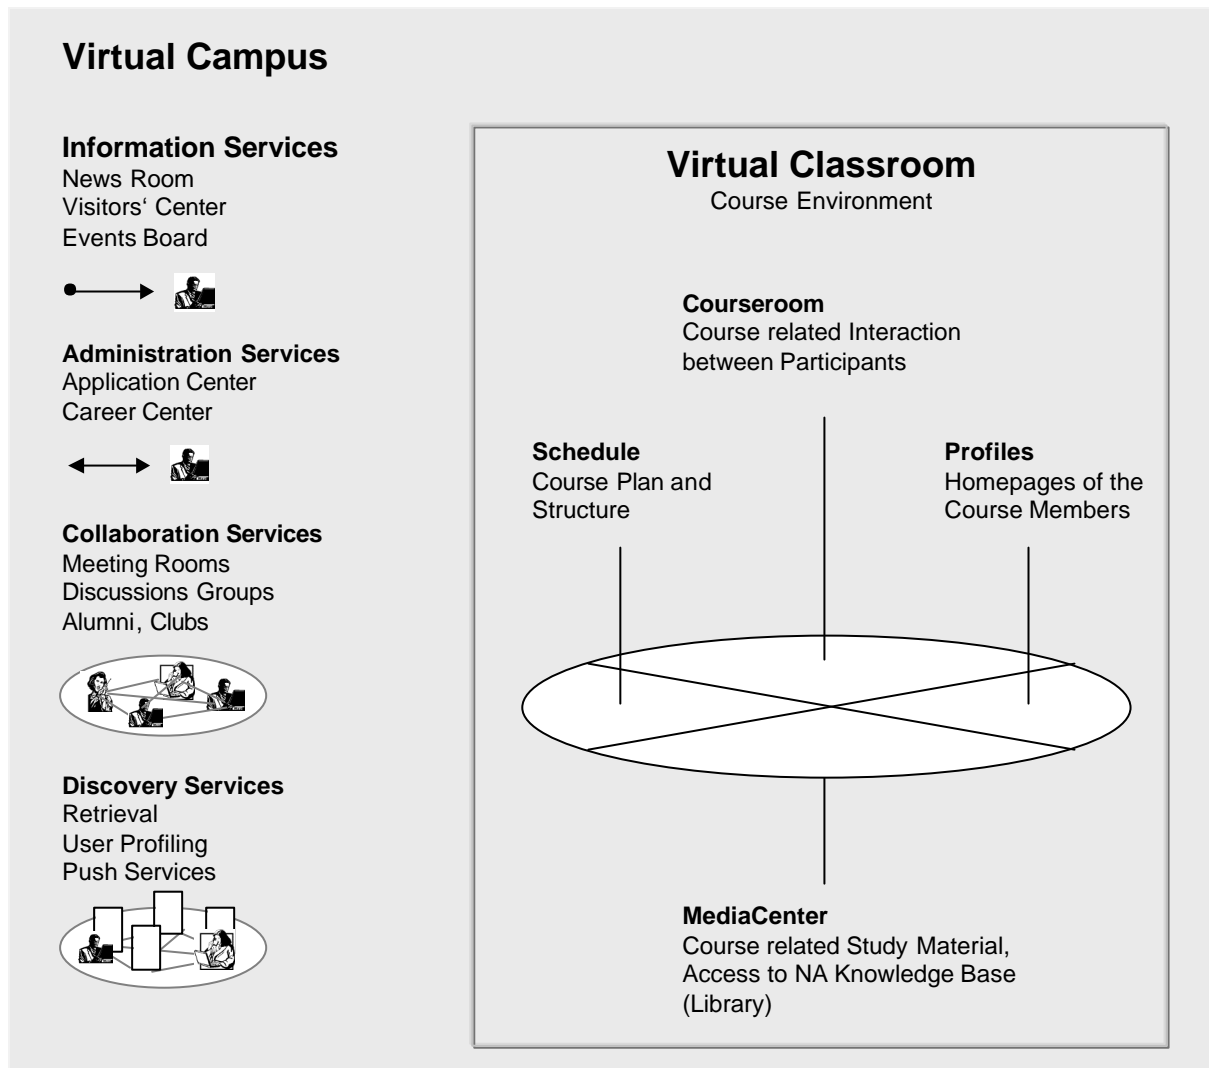 Virtual Campus
Information Services
News Room
Visitors‘ Center
Events Board
Administration Services
Application Center
Career Center
Collaboration Services
Meeting Rooms
Discussions Groups
Alumni, Clubs
Discovery Services
Retrieval
User Profiling
Push Services
Virtual Classroom
Course Environment
Courseroom
Course related Interaction
between Participants
Schedule
Course Plan and
Structure
Profiles
Homepages of the
Course Members
MediaCenter
Course related Study Material,
Access to NA Knowledge Base
(Library)